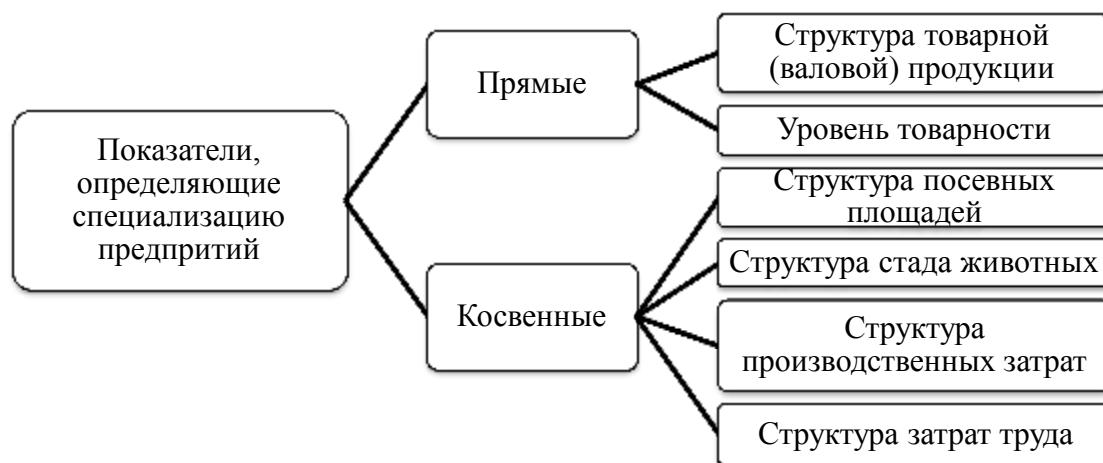 Показатели,
определяющие
специализацию
предпритий
Прямые
Структура товарной
(валовой) продукции
Уровень товарности
Косвенные
Структура посевных
площадей
Структура стада животных
Структура
производственных затрат
Структура затрат труда